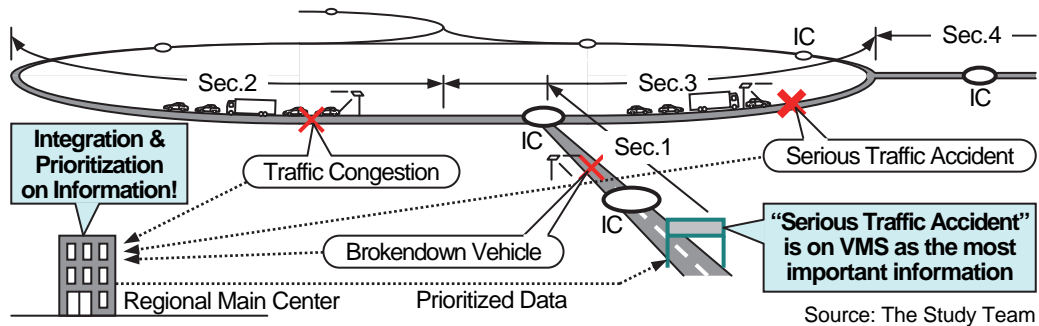 IC
Sec.4
Sec.2
Sec.3
IC
Integration &
Prioritization
on Information!
IC
Sec.1
Traffic Congestion
Serious Traffic Accident
IC
Brokendown Vehicle
“Serious Traffic Accident”
is on VMS as the most
important information
Regional Main Center
Prioritized Data
Source: The Study Team